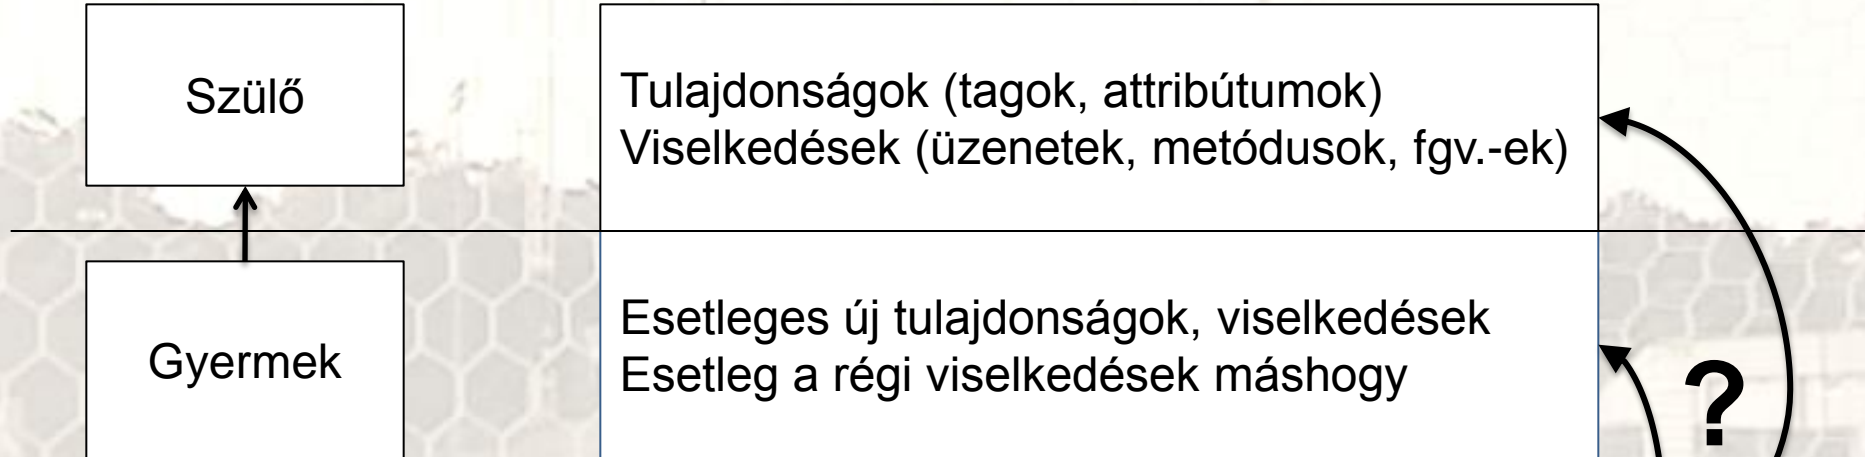 Szülő
Tulajdonságok (tagok, attribútumok)
Viselkedések (üzenetek, metódusok, fgv.-ek)
Gyermek
Esetleges új tulajdonságok, viselkedések
Esetleg a régi viselkedések máshogy
?